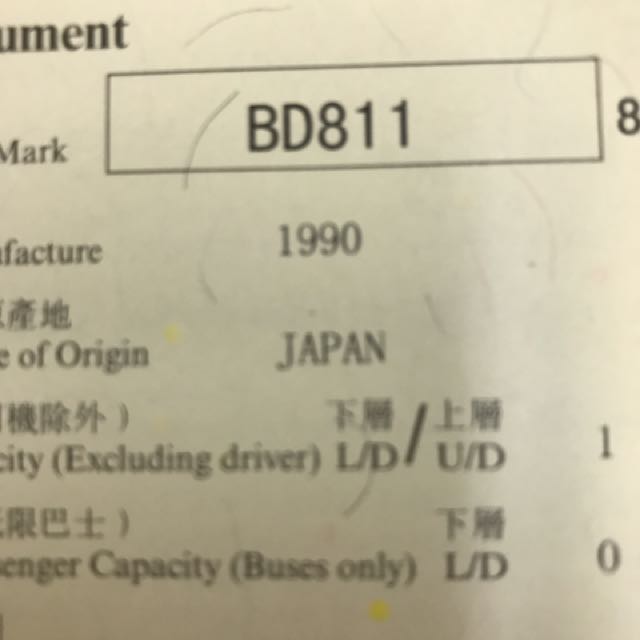 ument
Mark BD811 8
facture 1990
產地
e of Origin JAPAN
機除外) 下層 / 上層
city (Excluding driver) L/D U/D 1
限巴士) 下層
enger Capacity (Buses only) L/D 0